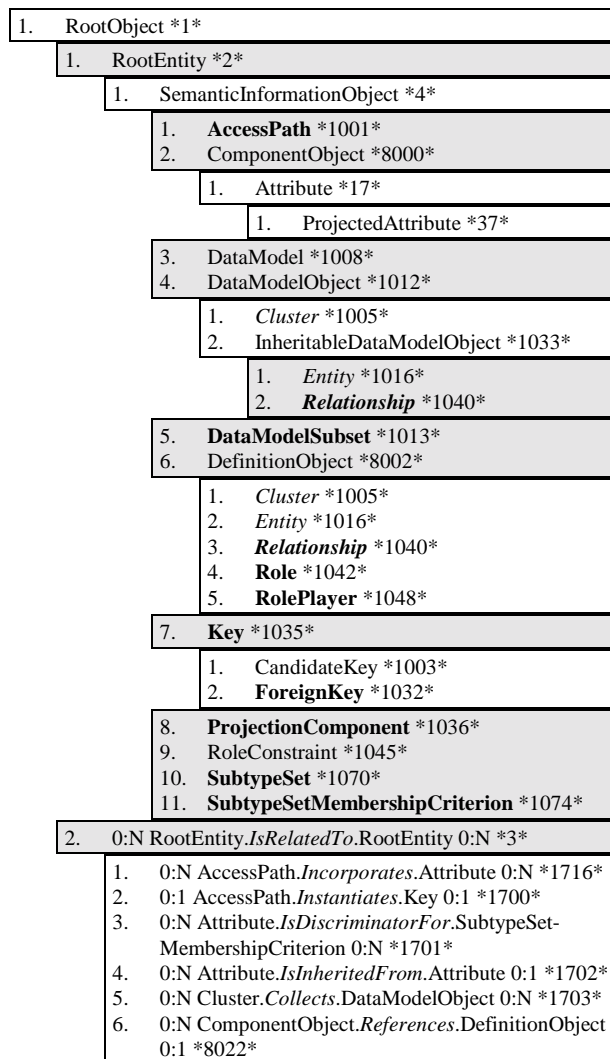 1. RootObject *1*
1. RootEntity *2*
1. SemanticInformationObject *4*
1. AccessPath *1001*
2. ComponentObject *8000*
1. Attribute *17*
1. ProjectedAttribute *37*
3. DataModel *1008*
4. DataModelObject *1012*
1. Cluster *1005*
2. InheritableDataModelObject *1033*
1. Entity *1016*
2. Relationship *1040*
5. DataModelSubset *1013*
6. DefinitionObject *8002*
1. Cluster *1005*
2. Entity *1016*
3. Relationship *1040*
4. Role *1042*
5. RolePlayer *1048*
7. Key *1035*
1. CandidateKey *1003*
2. ForeignKey *1032*
8. ProjectionComponent *1036*
9. RoleConstraint *1045*
10. SubtypeSet *1070*
11. SubtypeSetMembershipCriterion *1074*
2. 0:N RootEntity.IsRelatedTo.RootEntity 0:N *3*
1. 0:N AccessPath.Incorporates.Attribute 0:N *1716*
2. 0:1 AccessPath.Instantiates.Key 0:1 *1700*
3. 0:N Attribute.IsDiscriminatorFor.SubtypeSet-
MembershipCriterion 0:N *1701*
4. 0:N Attribute.IsInheritedFrom.Attribute 0:1 *1702*
5. 0:N Cluster.Collects.DataModelObject 0:N *1703*
6. 0:N ComponentObject.References.DefinitionObject
0:1 *8022*